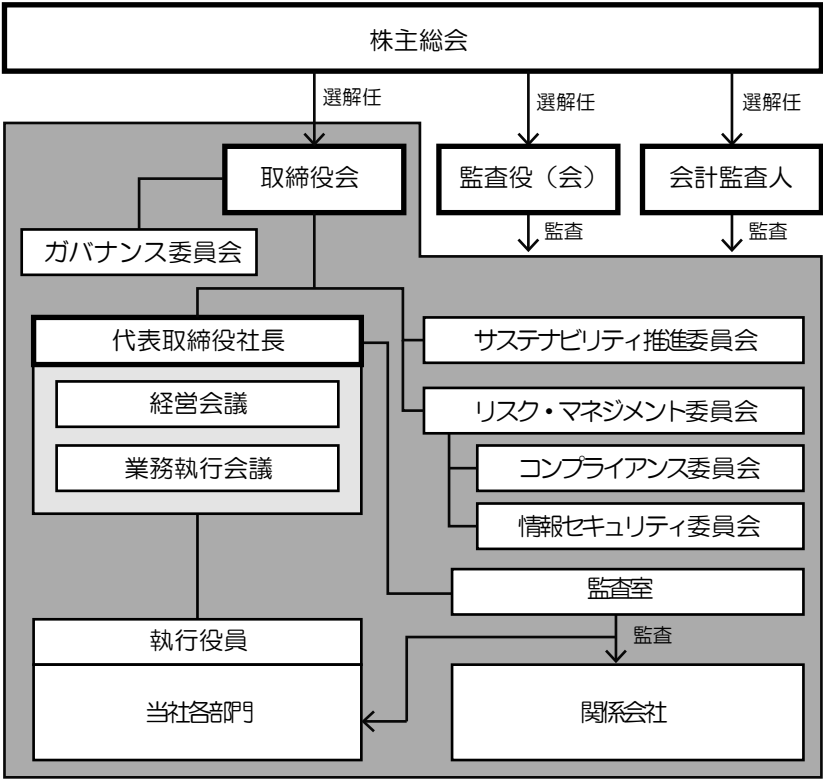 株主総会
選解任
選解任
選解任
取締役会
監査役（会）
会計監査人
監査
監査
ガバナンス委員会
代表取締役社長
サステナビリティ推進委員会
経営会議
リスク・マネジメント委員会
業務執行会議
コンプライアンス委員会
情報セキュリティ委員会
監査室
執行役員
監査
当社各部門
関係会社